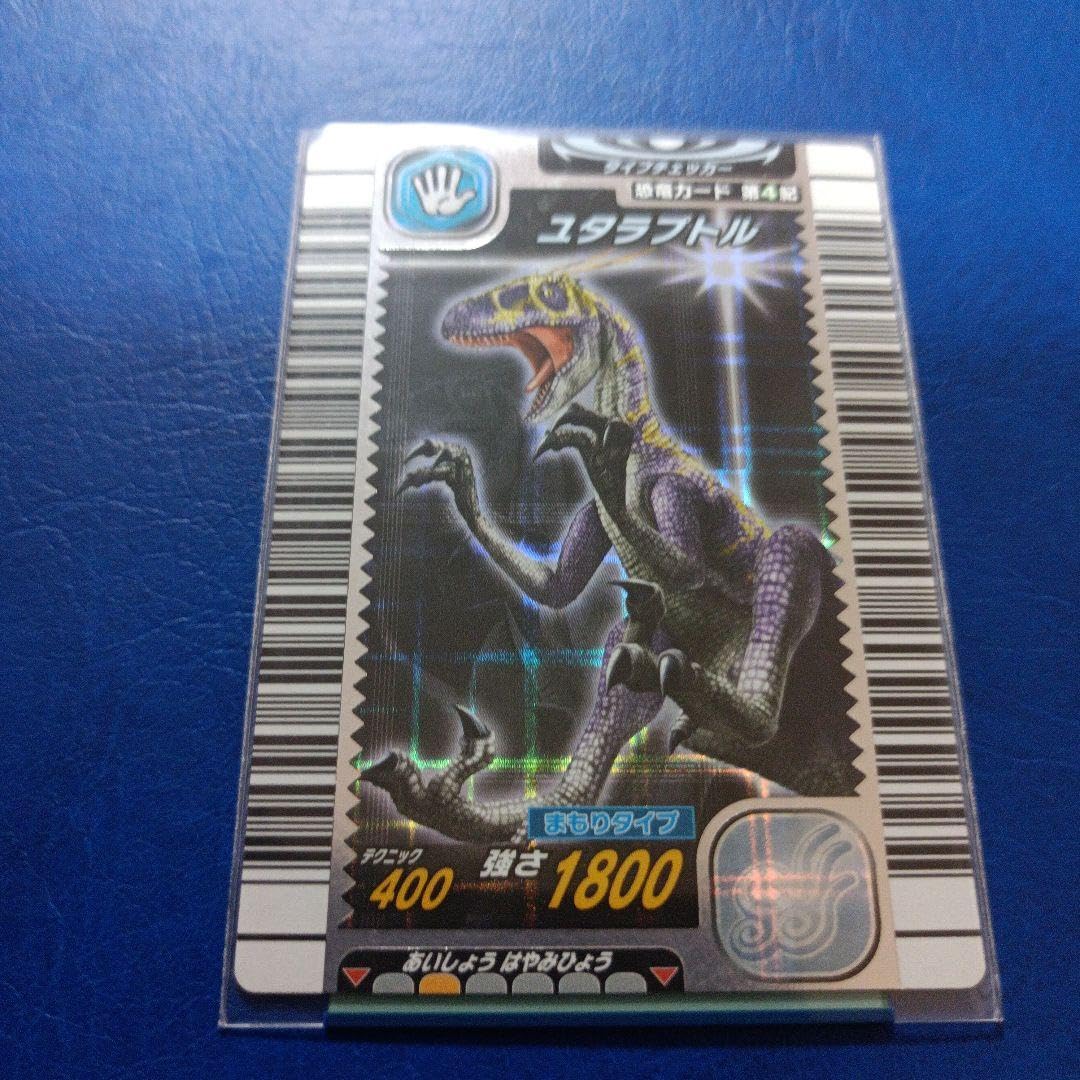 タイプチェッカー
恐竜カード 第4紀
ユタラプトル
まもりタイプ
テクニック
400
強さ 1800
あいしょう はやみひょう